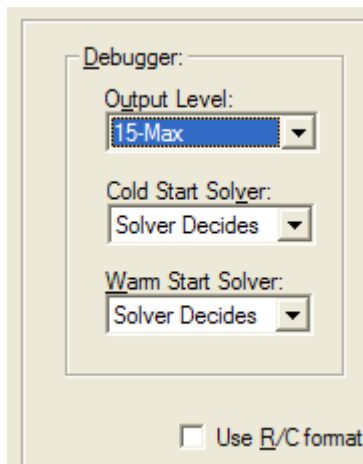 Debugger:
Output Level:
15-Max
Cold Start Solver:
Solver Decides
Warm Start Solver:
Solver Decides
Use R/C format